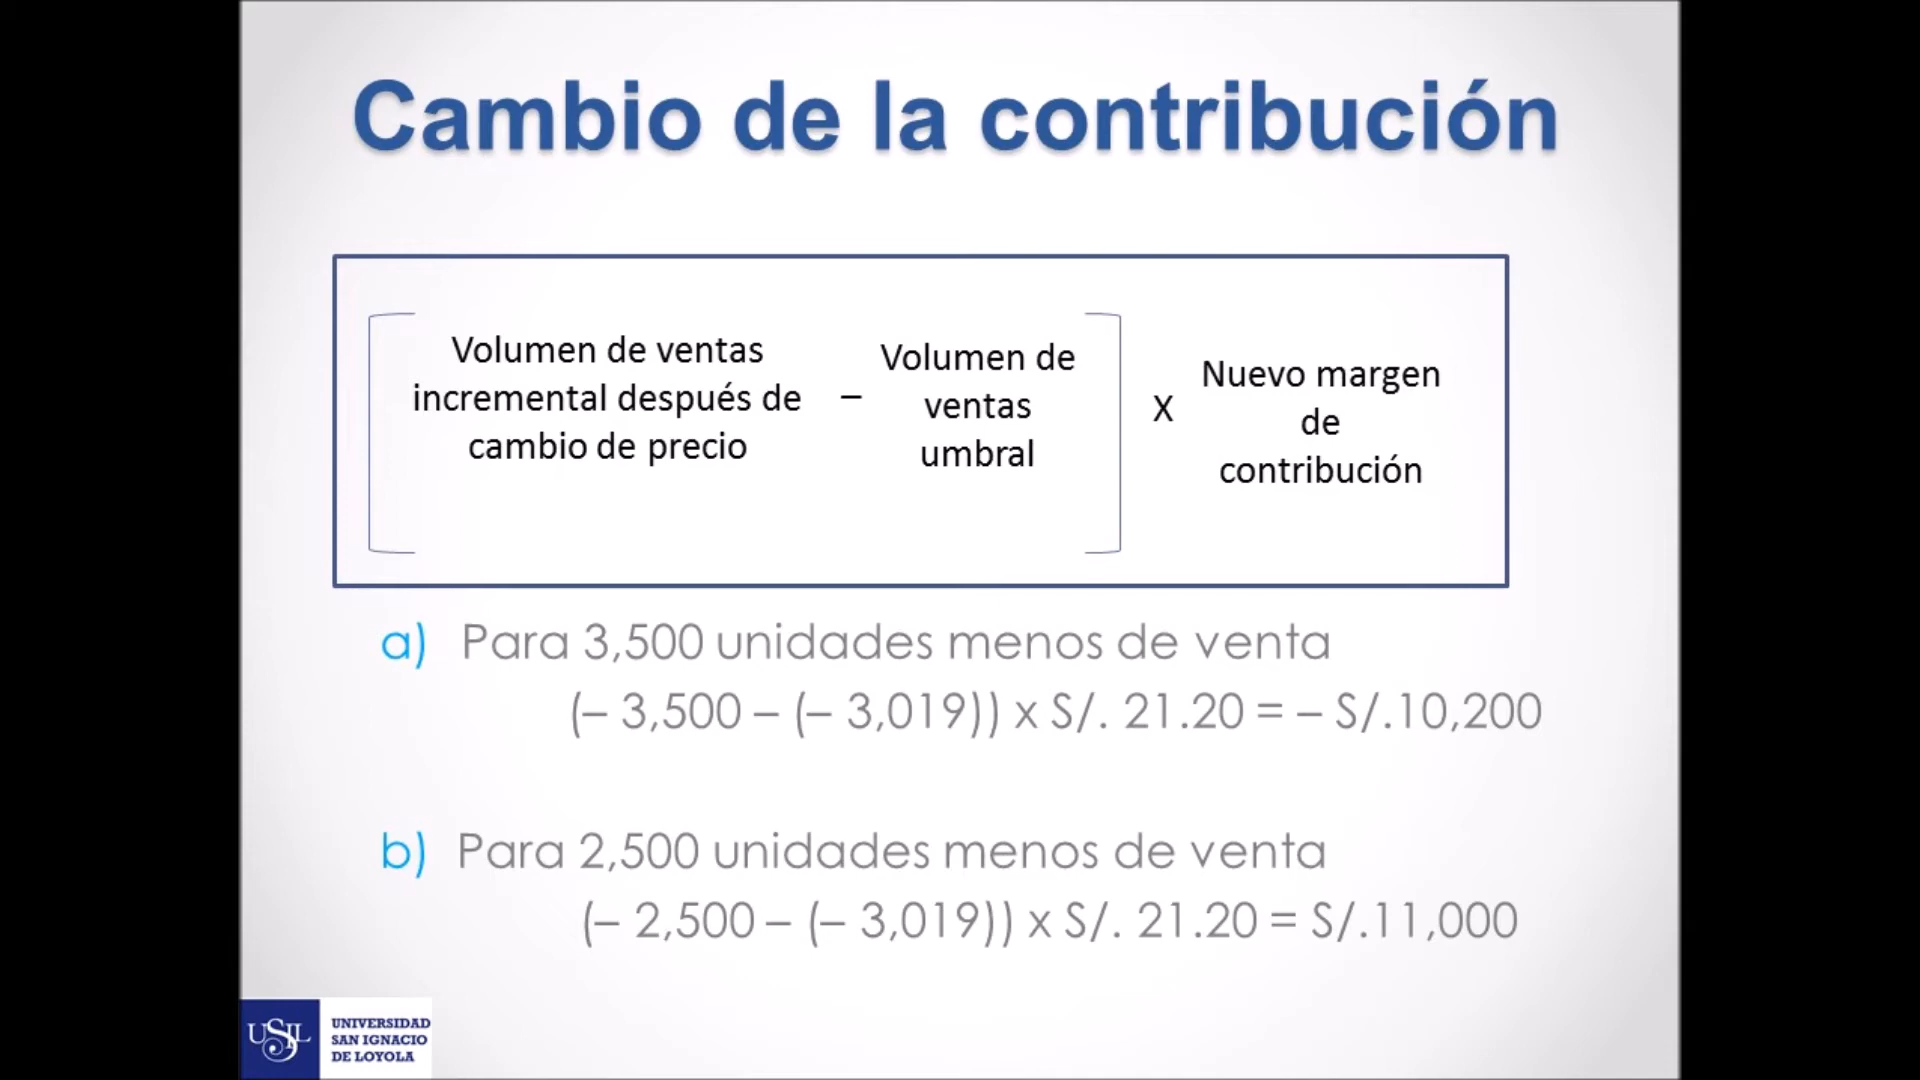 Cambio de la contribución
Volumen de ventas
incremental después de
cambio de precio
–
Volumen de
ventas
umbral
X
Nuevo margen
de
contribución
a) Para 3,500 unidades menos de venta
(– 3,500 – (– 3,019)) x S/. 21.20 = – S/.10,200
b) Para 2,500 unidades menos de venta
(– 2,500 – (– 3,019)) x S/. 21.20 = S/.11,000
USIL
UNIVERSIDAD
SAN IGNACIO
DE LOYOLA